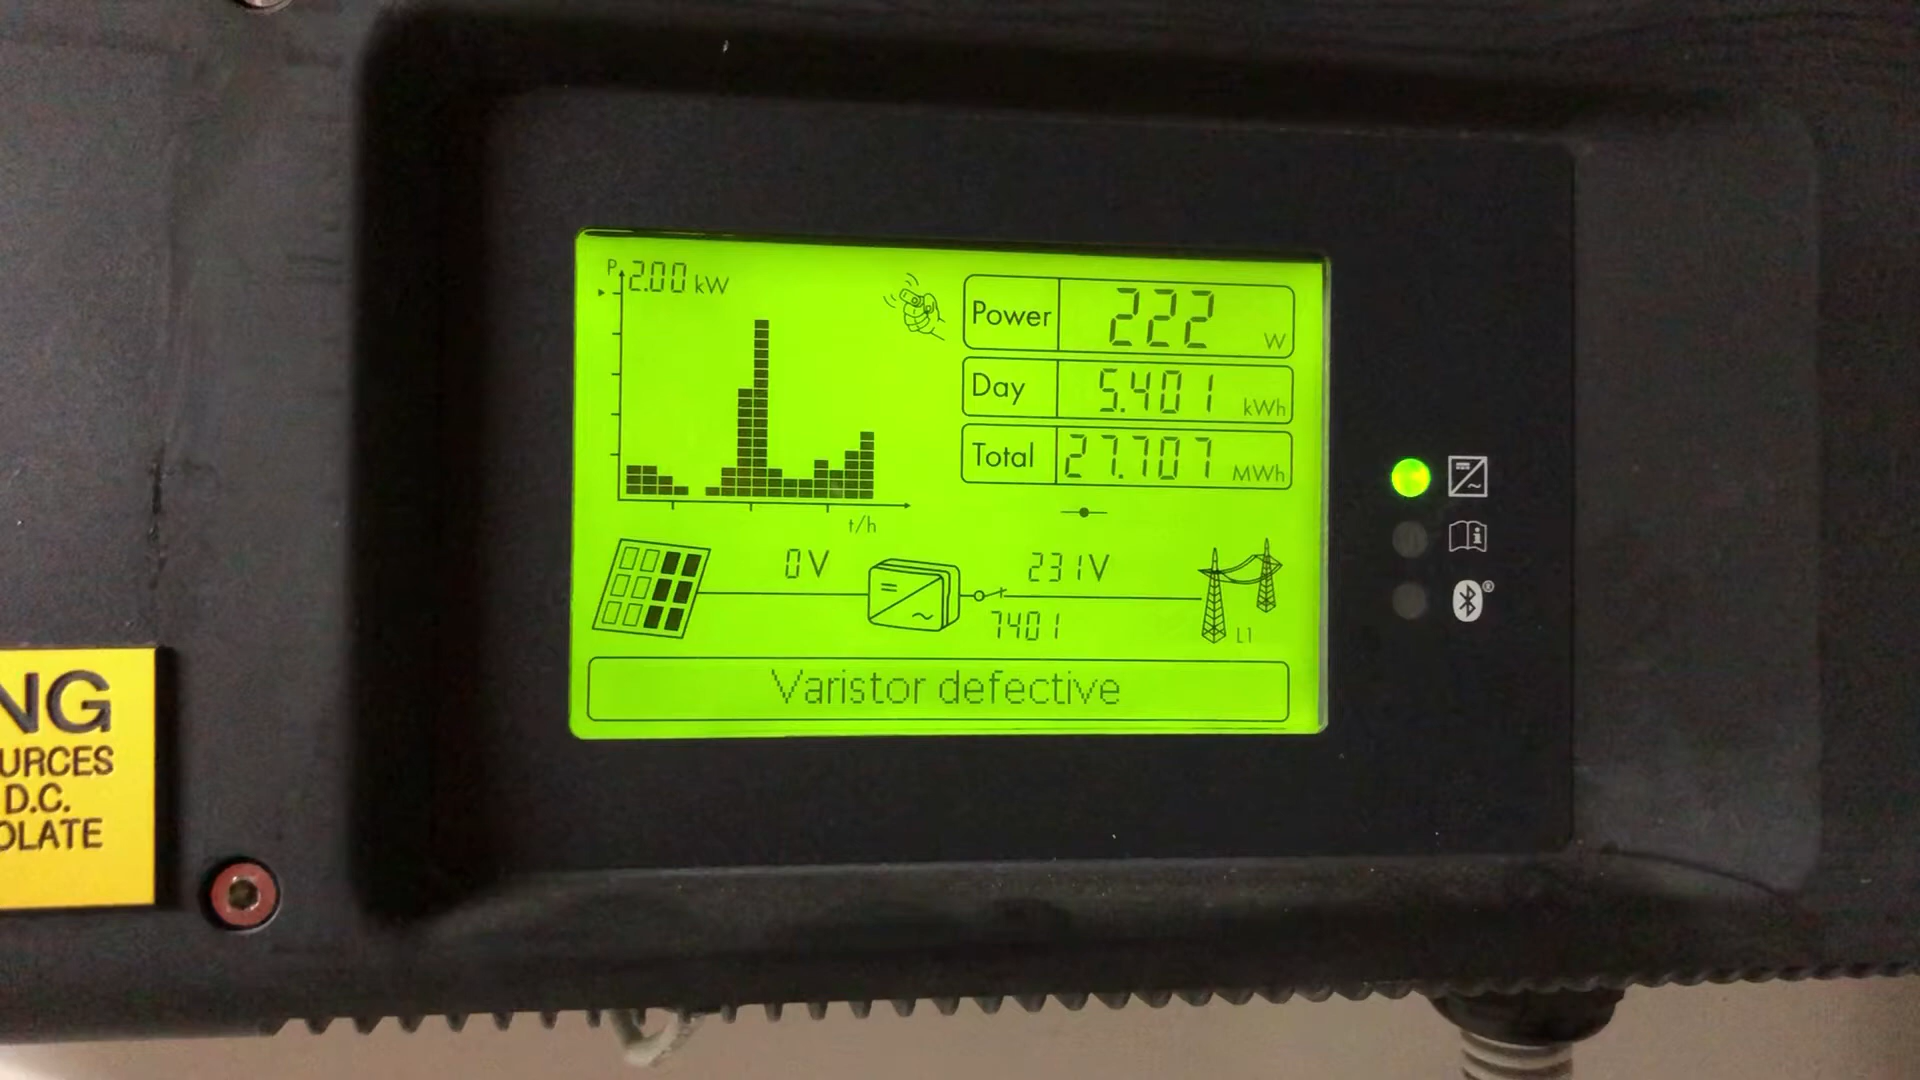 P
2.00 kW
Power 222 W
Day 5.401 kWh
Total 27.707 MWh
t/h
0V
231V
7401
L1
Varistor defective
NG
URCES
D.C.
OLATE